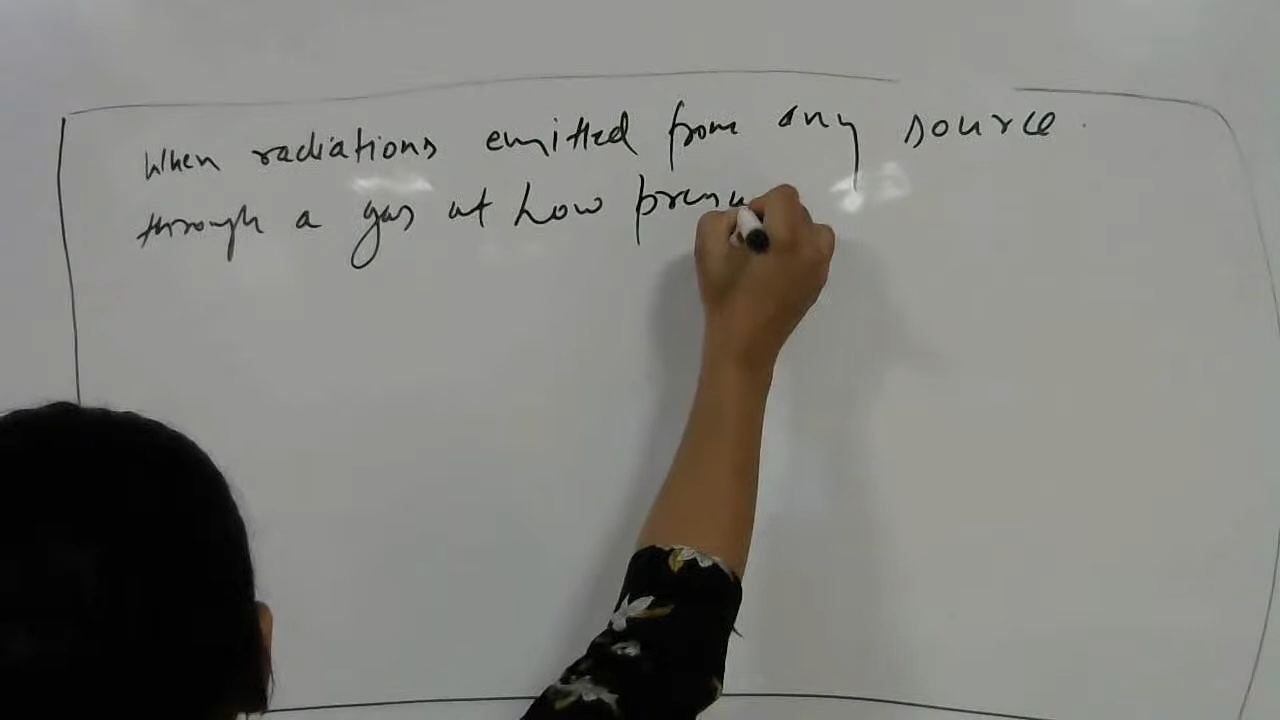 When radiations emitted from any source
through a gas at Low